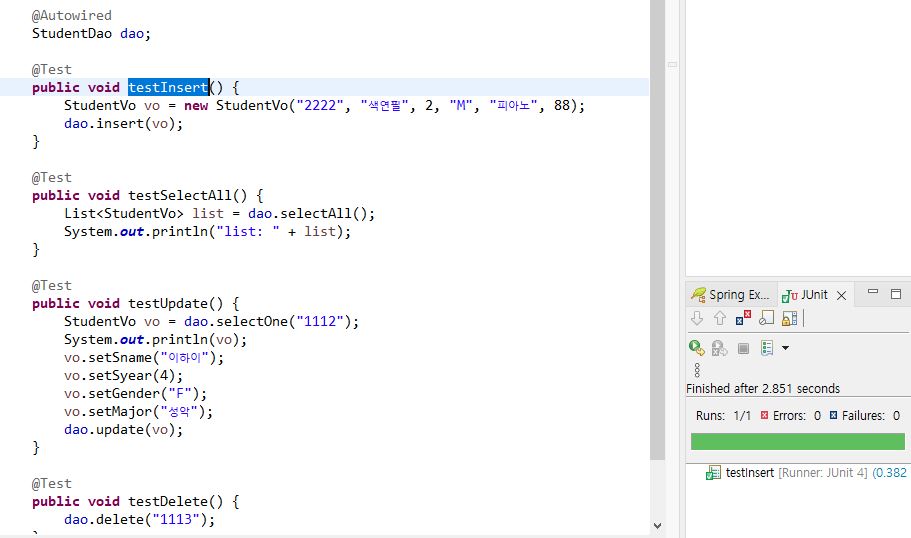 @Autowired
StudentDao dao;
@Test
public void testInsert() {
StudentVo vo = new StudentVo("2222", "색연필", 2, "M", "피아노", 88);
dao.insert(vo);
}
@Test
public void testSelectAll() {
List<StudentVo> list = dao.selectAll();
System.out.println("list: " + list);
}
@Test
public void testUpdate() {
StudentVo vo = dao.selectOne("1112");
System.out.println(vo);
vo.setSname("이하이");
vo.setSyear(4);
vo.setGender("F");
vo.setMajor("성악");
dao.update(vo);
}
@Test
public void testDelete() {
dao.delete("1113");
Spring Ex... JUnit
Finished after 2.851 seconds
Runs: 1/1 Errors: 0 Failures: 0
testInsert [Runner: JUnit 4] (0.382